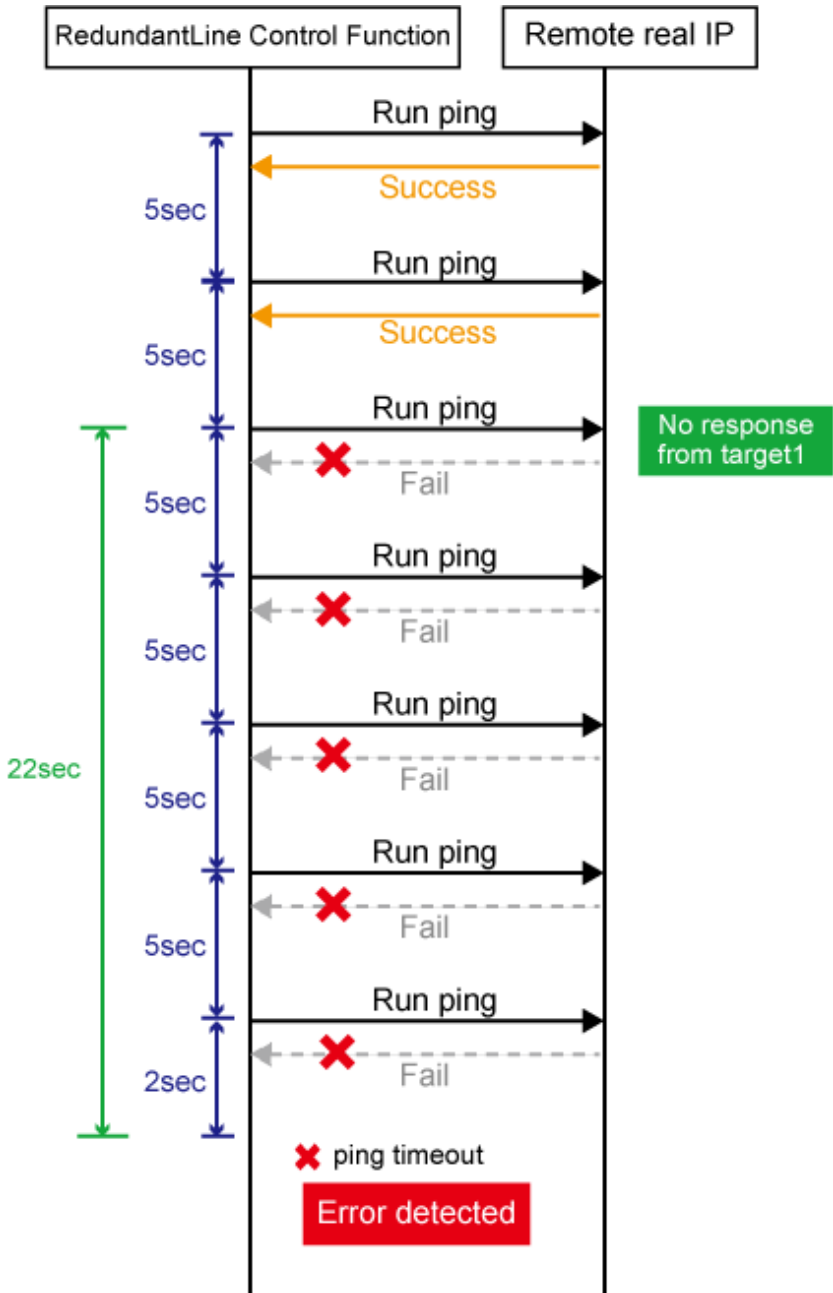 RedundantLine Control Function
Remote real IP
Run ping
Success
5sec
Run ping
Success
5sec
Run ping
No response
from target1
Fail
5sec
Run ping
Fail
5sec
Run ping
22sec
Fail
5sec
Run ping
Fail
5sec
Run ping
Fail
2sec
ping timeout
Error detected